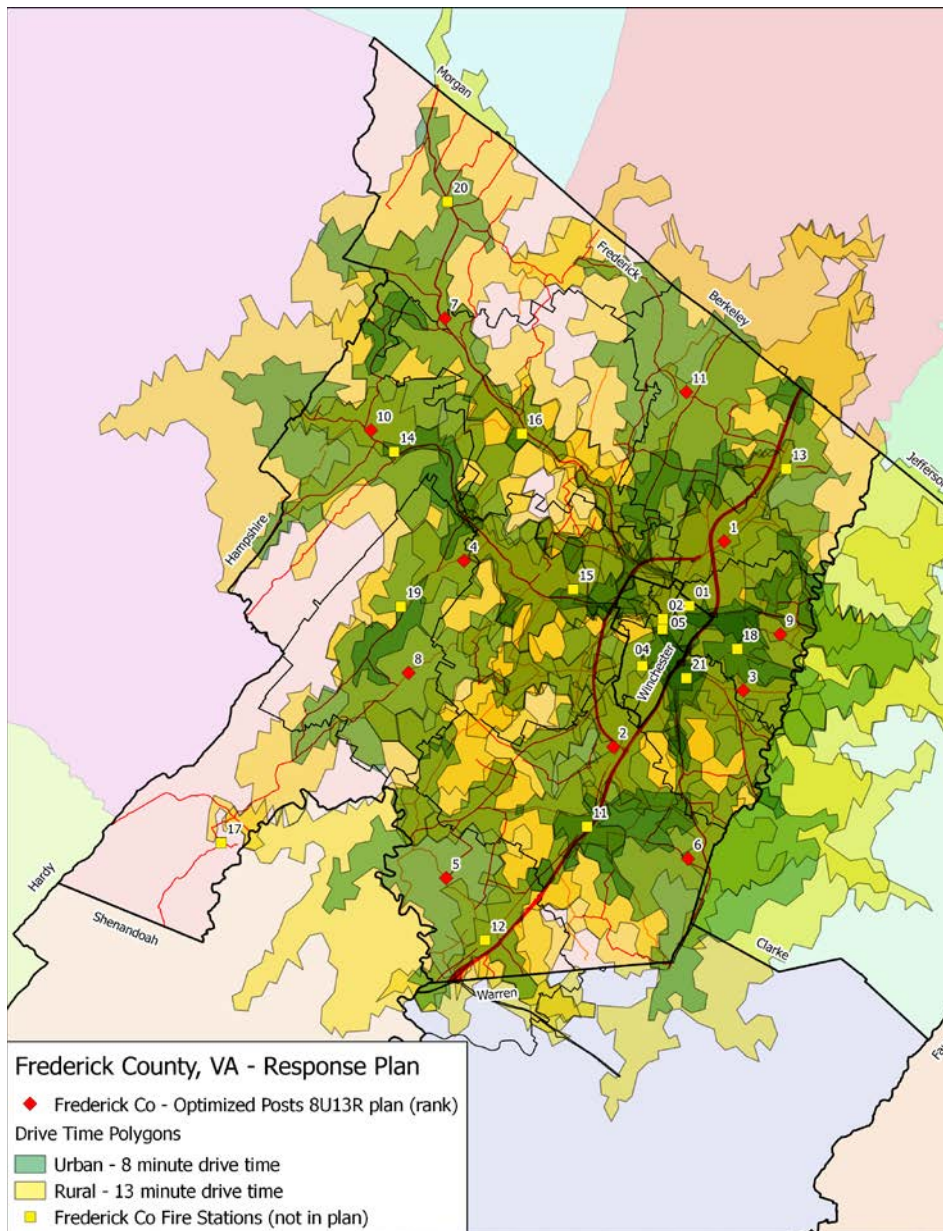 Morgan
20
Frederick
Berkeley
7
11
10
16
14
13
Jefferson
Hampshire
1
4
15
01
19
02
05
9
18
04
8
21
Winchester
3
2
11
17
6
Hardy
5
Shenandoah
12
Clarke
Warren
Fa
Frederick County, VA - Response Plan
Frederick Co - Optimized Posts 8U13R plan (rank)
Drive Time Polygons
Urban - 8 minute drive time
Rural - 13 minute drive time
Frederick Co Fire Stations (not in plan)